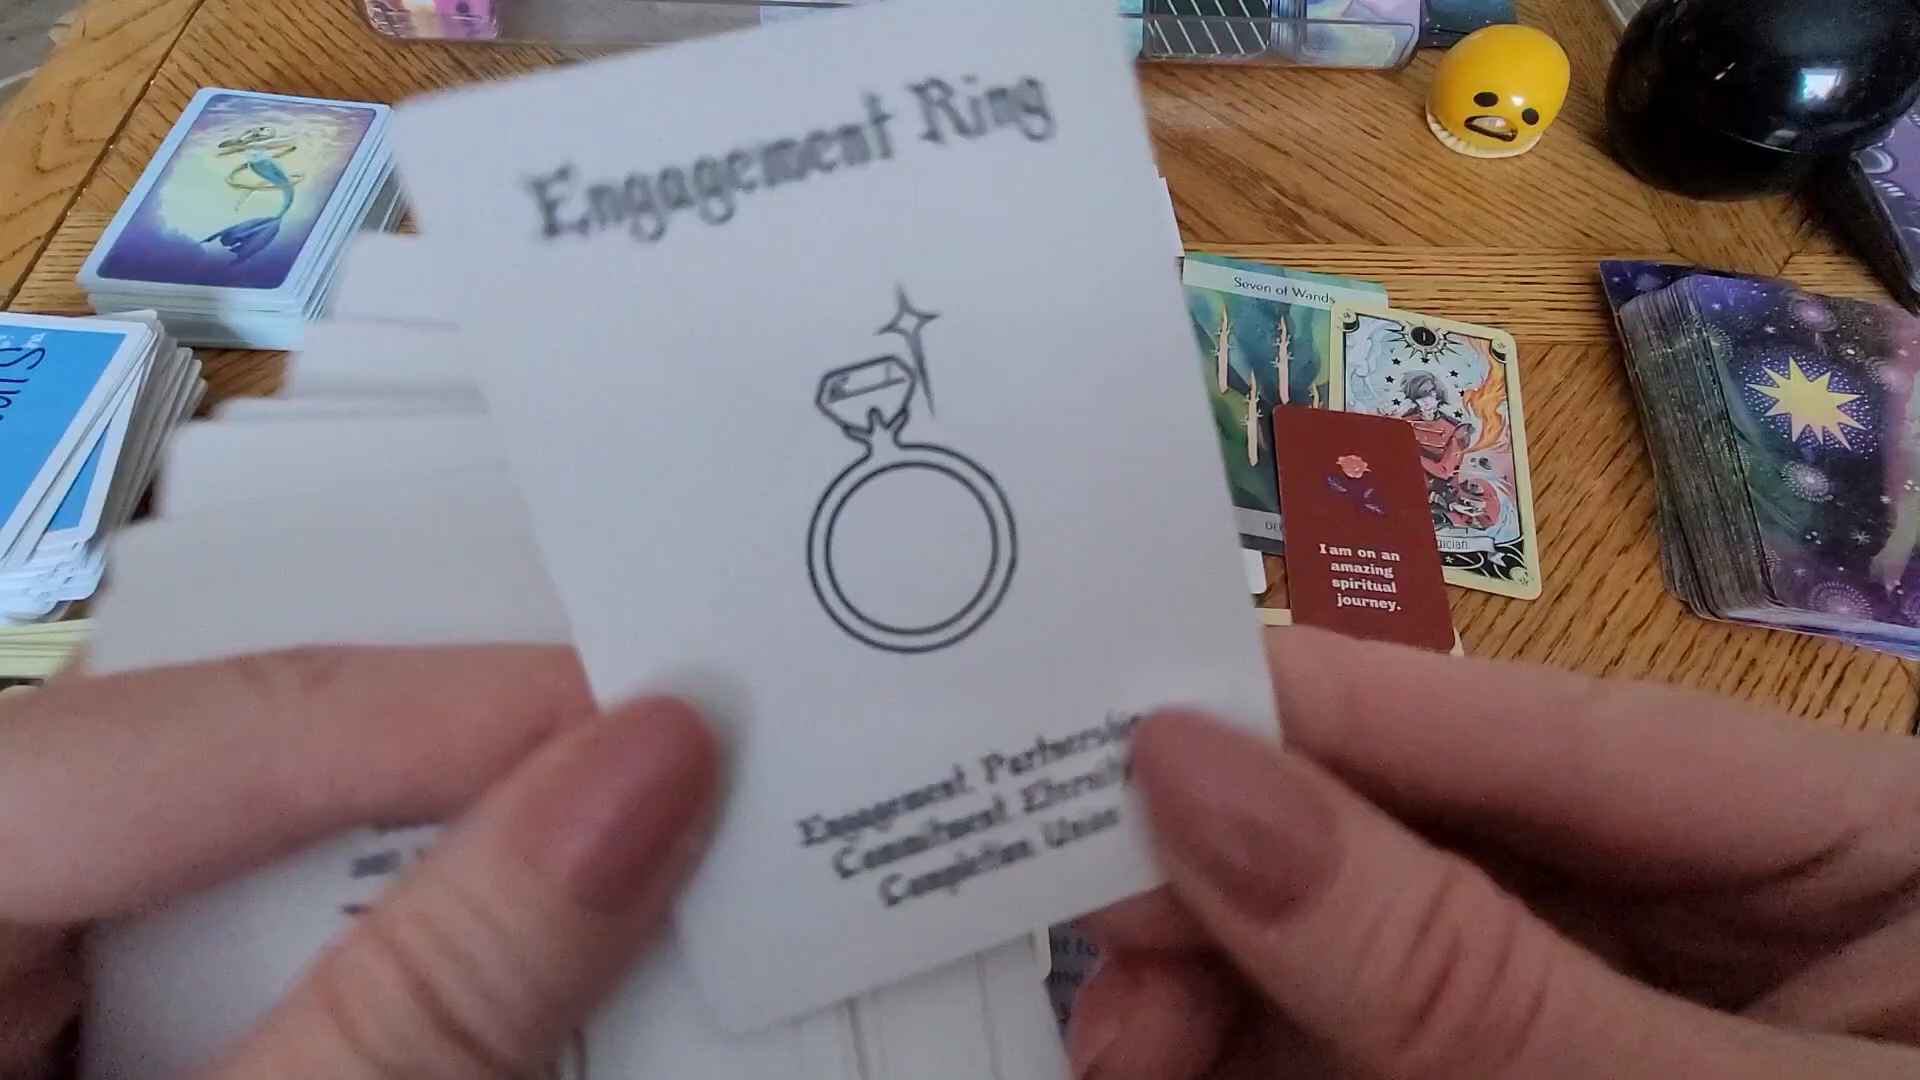 Engagement Ring
Engagement Partnership
Commitment Eternity
Completion Union
Seven of Wands
I am on an
amazing
spiritual
journey.